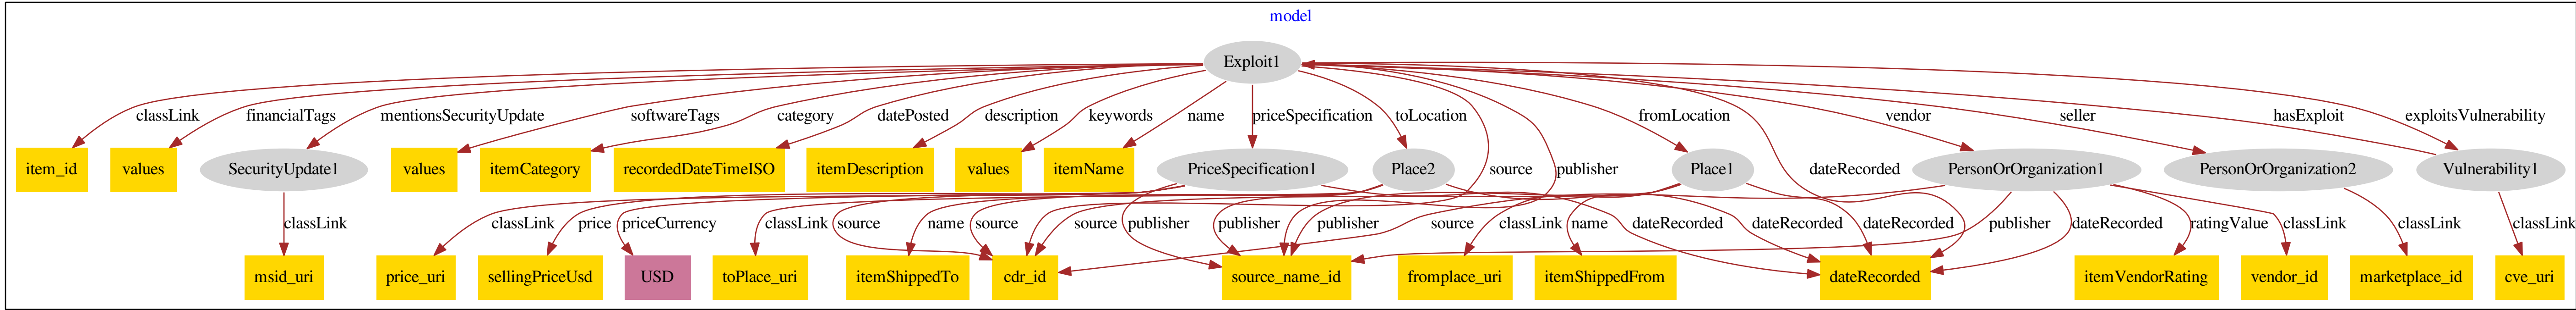 model
Exploit1
classLink
financialTags
mentionsSecurityUpdate
softwareTags
category
datePosted
description
keywords
name
priceSpecification
toLocation
source
publisher
fromLocation
dateRecorded
vendor
seller
hasExploit
exploitsVulnerability
item_id
values
SecurityUpdate1
values
itemCategory
recordedDateTimeISO
itemDescription
values
itemName
PriceSpecification1
Place2
Place1
PersonOrOrganization1
PersonOrOrganization2
Vulnerability1
classLink
classLink
price
priceCurrency
classLink
source
name
source
source
publisher
publisher
publisher
source
classLink
name
dateRecorded
dateRecorded
dateRecorded
publisher
dateRecorded
ratingValue
classLink
classLink
classLink
msid_uri
price_uri
sellingPriceUsd
USD
toPlace_uri
itemShippedTo
cdr_id
source_name_id
fromplace_uri
itemShippedFrom
dateRecorded
itemVendorRating
vendor_id
marketplace_id
cve_uri